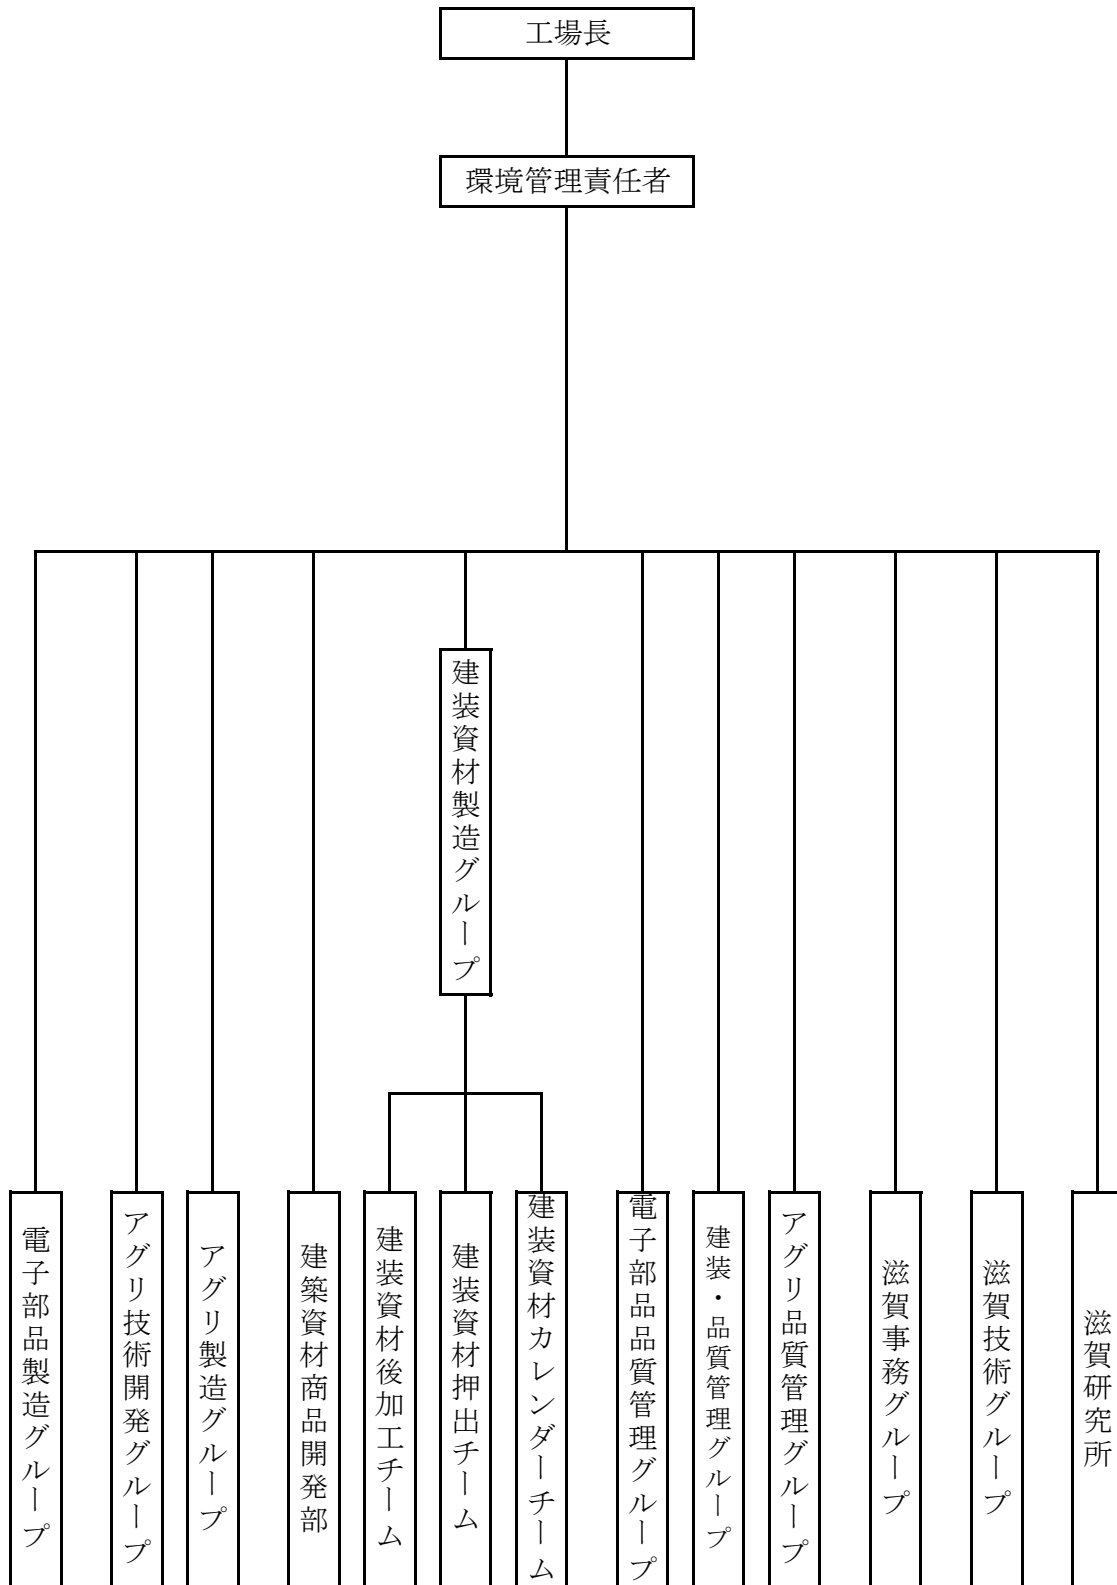 工場長
環境管理責任者
建装資材製造グループ
電子部品製造グループ
アグリ技術開発グループ
アグリ製造グループ
建築資材商品開発部
建装資材後加工チーム
建装資材押出チーム
建装資材カレンダーチーム
電子部品品質管理グループ
建装・品質管理グループ
アグリ品質管理グループ
滋賀事務グループ
滋賀技術グループ
滋賀研究所